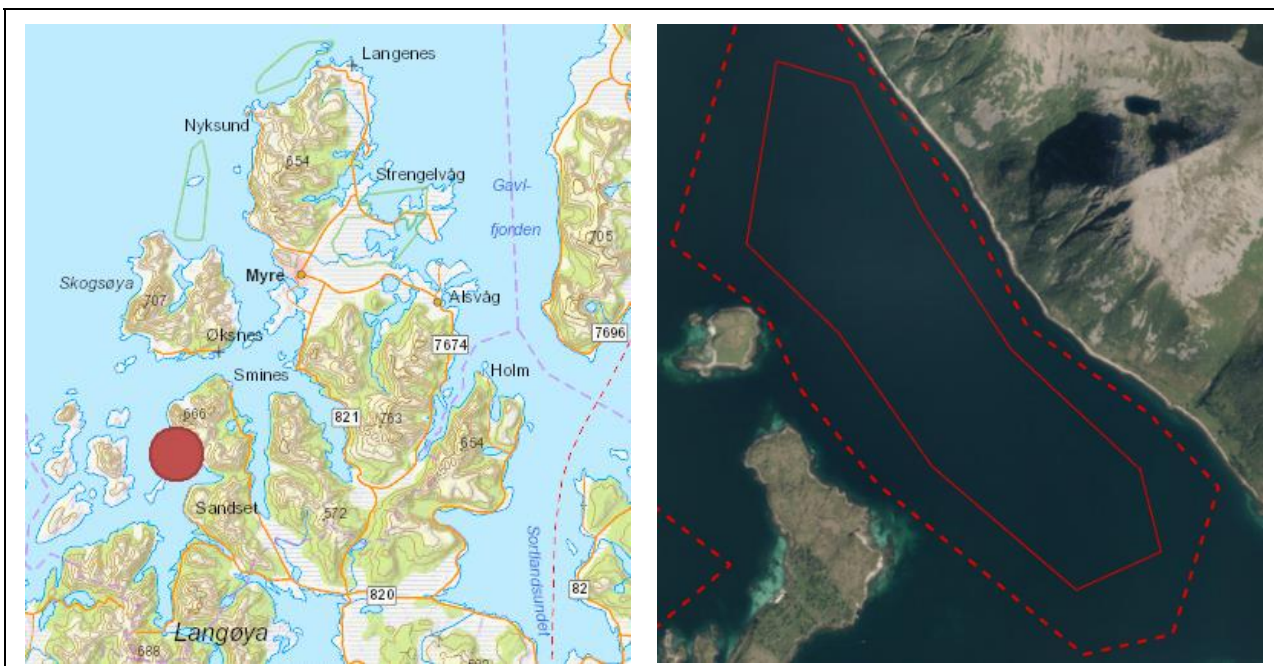 Langenes
Nyksund
654
Strengelvåg
Gavl-
fjorden
705
Skogsøya
Myre
707
Alsvåg
Øksnes
7696
7674
Smines
Holm
666
821
763
654
Sandset
572
Sortlandsundet
820
82
Langøya
688